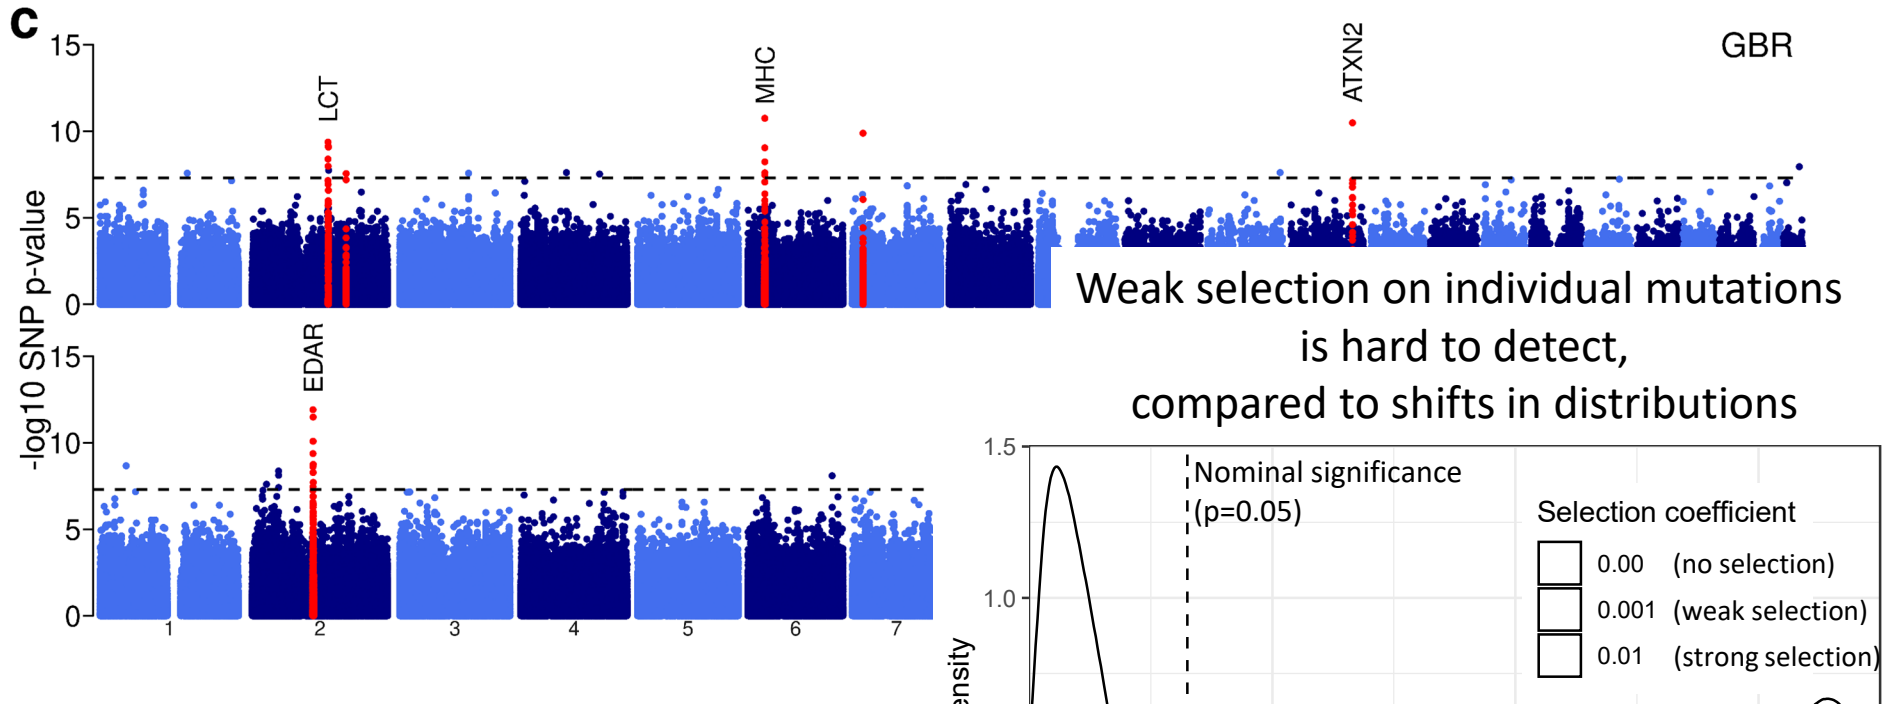 c
15
10
5
0
LCT
MHC
ATXN2
GBR
-log10 SNP p-value
Weak selection on individual mutations
is hard to detect,
compared to shifts in distributions
15
10
5
0
EDAR
1 2 3 4 5 6 7
1.5
1.0
ensity
Nominal significance
(p=0.05)
Selection coefficient
0.00 (no selection)
0.001 (weak selection)
0.01 (strong selection)